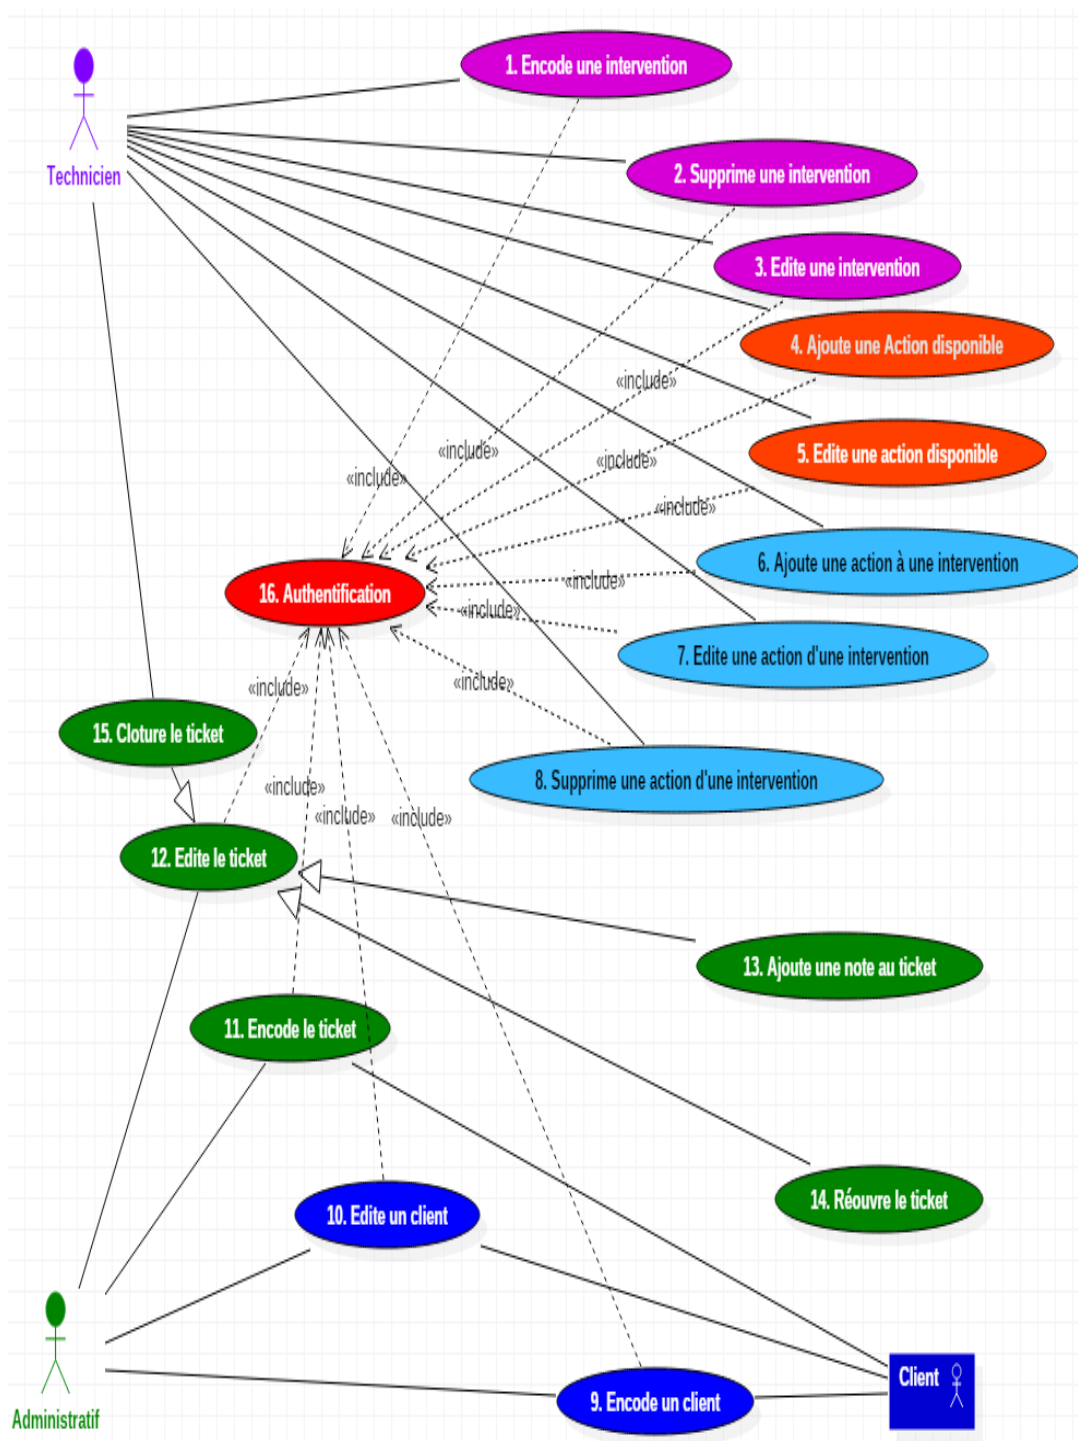 1. Encode une intervention
Technicien
2. Supprime une intervention
3. Edite une intervention
4. Ajoute une Action disponible
«include»
«include»
5. Edite une action disponible
«include»
«include»
«include»
6. Ajoute une action à une intervention
«include»
16. Authentification
«include»
7. Edite une action d'une intervention
«include»
«include»
15. Cloture le ticket
8. Supprime une action d'une intervention
«include»
«include»
«include»
12. Edite le ticket
13. Ajoute une note au ticket
11. Encode le ticket
14. Réouvre le ticket
10. Edite un client
Client
9. Encode un client
Administratif